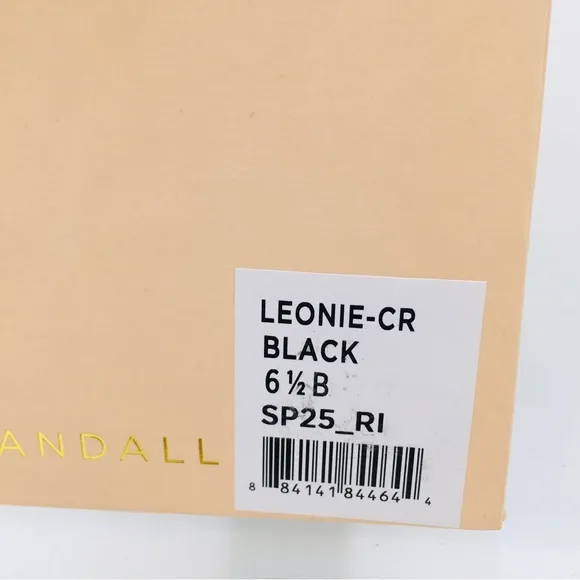 LEONIE-CR
BLACK
6 ½ B
SP25_RI
ANDALL
8 84141 84464 4